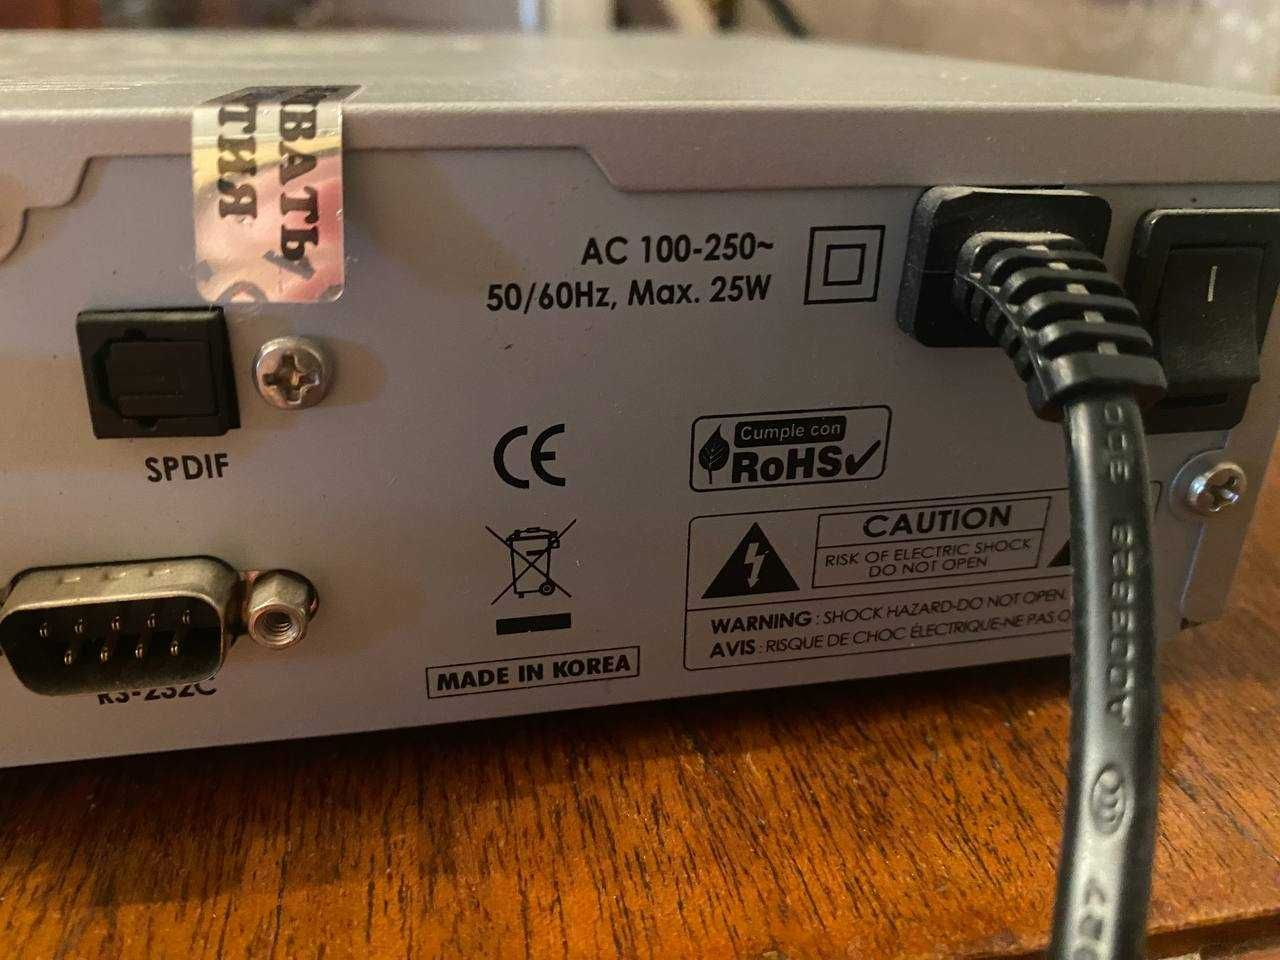 ВАТЬ
ТИЯ
AC 100-250~
50/60Hz, Max. 25W
SPDIF
CE
Cumple con
RoHS✓
CAUTION
RISK OF ELECTRIC SHOCK
DO NOT OPEN
WARNING : SHOCK HAZARD-DO NOT OPEN.
AVIS : RISQUE DE CHOC ÉLECTRIQUE-NE PAS
MADE IN KOREA
RS-232C